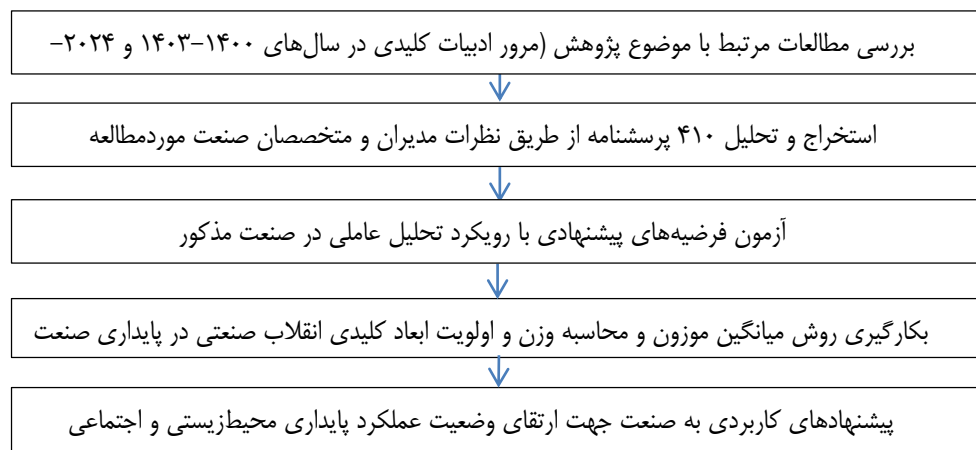 بررسی مطالعات مرتبط با موضوع پژوهش (مرور ادبیات کلیدی در سال‌های ۱۴۰۰-۱۴۰۳ و ۲۰۲۴-
استخراج و تحلیل ۴۱۰ پرسشنامه از طریق نظرات مدیران و متخصصان صنعت موردمطالعه
آزمون فرضیه‌های پیشنهادی با رویکرد تحلیل عاملی در صنعت مذکور
بکارگیری روش میانگین موزون و محاسبه وزن و اولویت ابعاد کلیدی انقلاب صنعتی در پایداری صنعت
پیشنهادهای کاربردی به صنعت جهت ارتقای وضعیت عملکرد پایداری محیط‌زیستی و اجتماعی